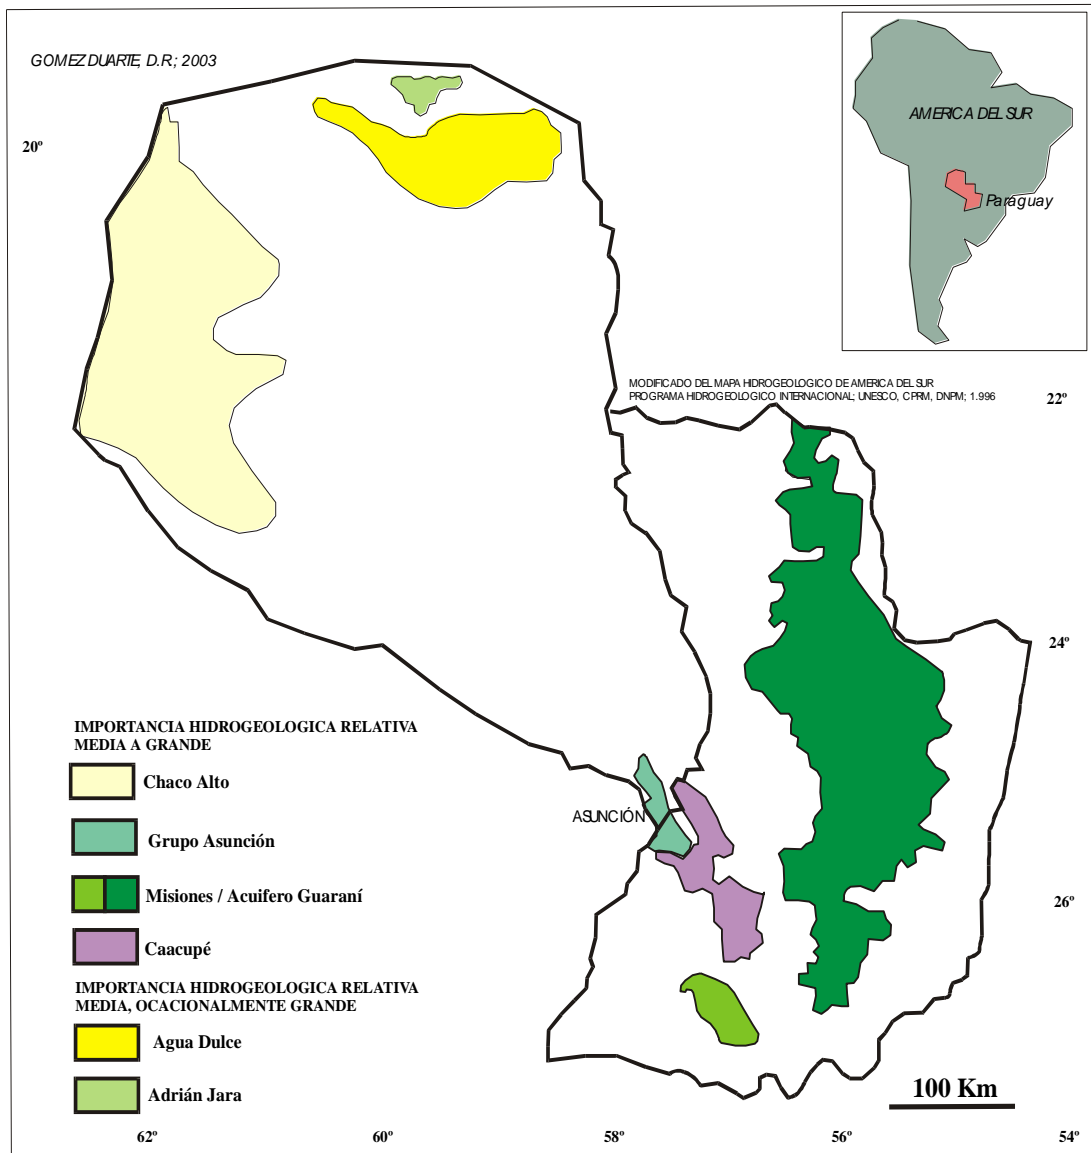 GOMEZ DUARTE, D.R.; 2003
AMERICA DEL SUR
20º
Paraguay
MODIFICADO DEL MAPA HIDROGEOLOGICO DE AMERICA DEL SUR
PROGRAMA HIDROGEOLOGICO INTERNACIONAL; UNESCO, CPRM, DNPM; 1.996
22º
24º
IMPORTANCIA HIDROGEOLOGICA RELATIVA
MEDIA A GRANDE
Chaco Alto
ASUNCIÓN
Grupo Asunción
Misiones / Acuifero Guaraní
26º
Caacupé
IMPORTANCIA HIDROGEOLOGICA RELATIVA
MEDIA, OCACIONALMENTE GRANDE
Agua Dulce
Adrián Jara
100 Km
62º
60º
58º
56º
54º